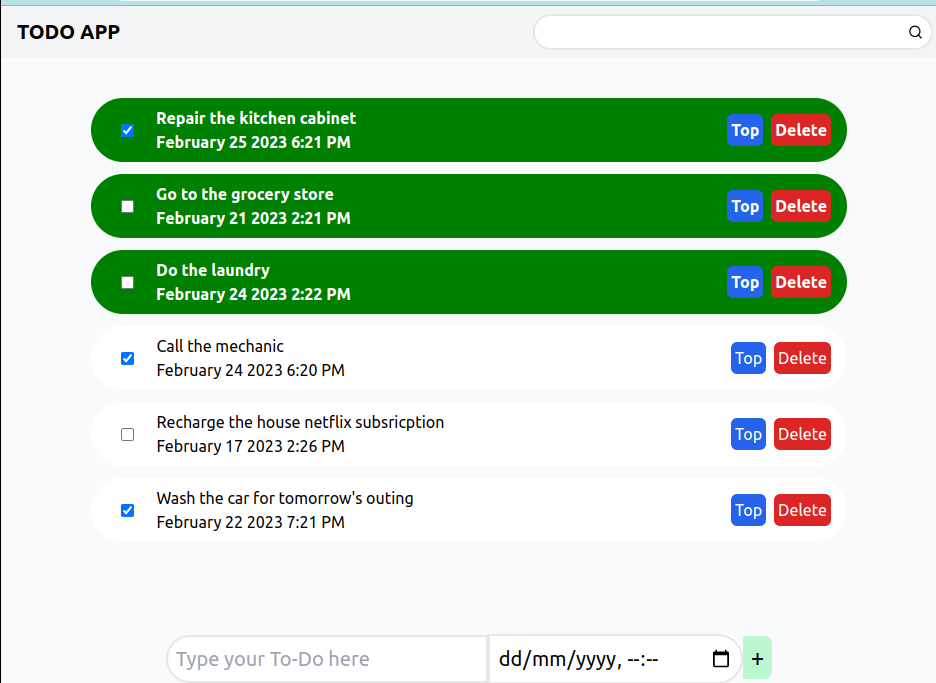 TODO APP
Repair the kitchen cabinet
February 25 2023 6:21 PM
Top Delete
Go to the grocery store
February 21 2023 2:21 PM
Top Delete
Do the laundry
February 24 2023 2:22 PM
Top Delete
Call the mechanic
February 24 2023 6:20 PM
Top Delete
Recharge the house netflix subsricption
February 17 2023 2:26 PM
Top Delete
Wash the car for tomorrow's outing
February 22 2023 7:21 PM
Top Delete
Type your To-Do here dd/mm/yyyy, --:-- +